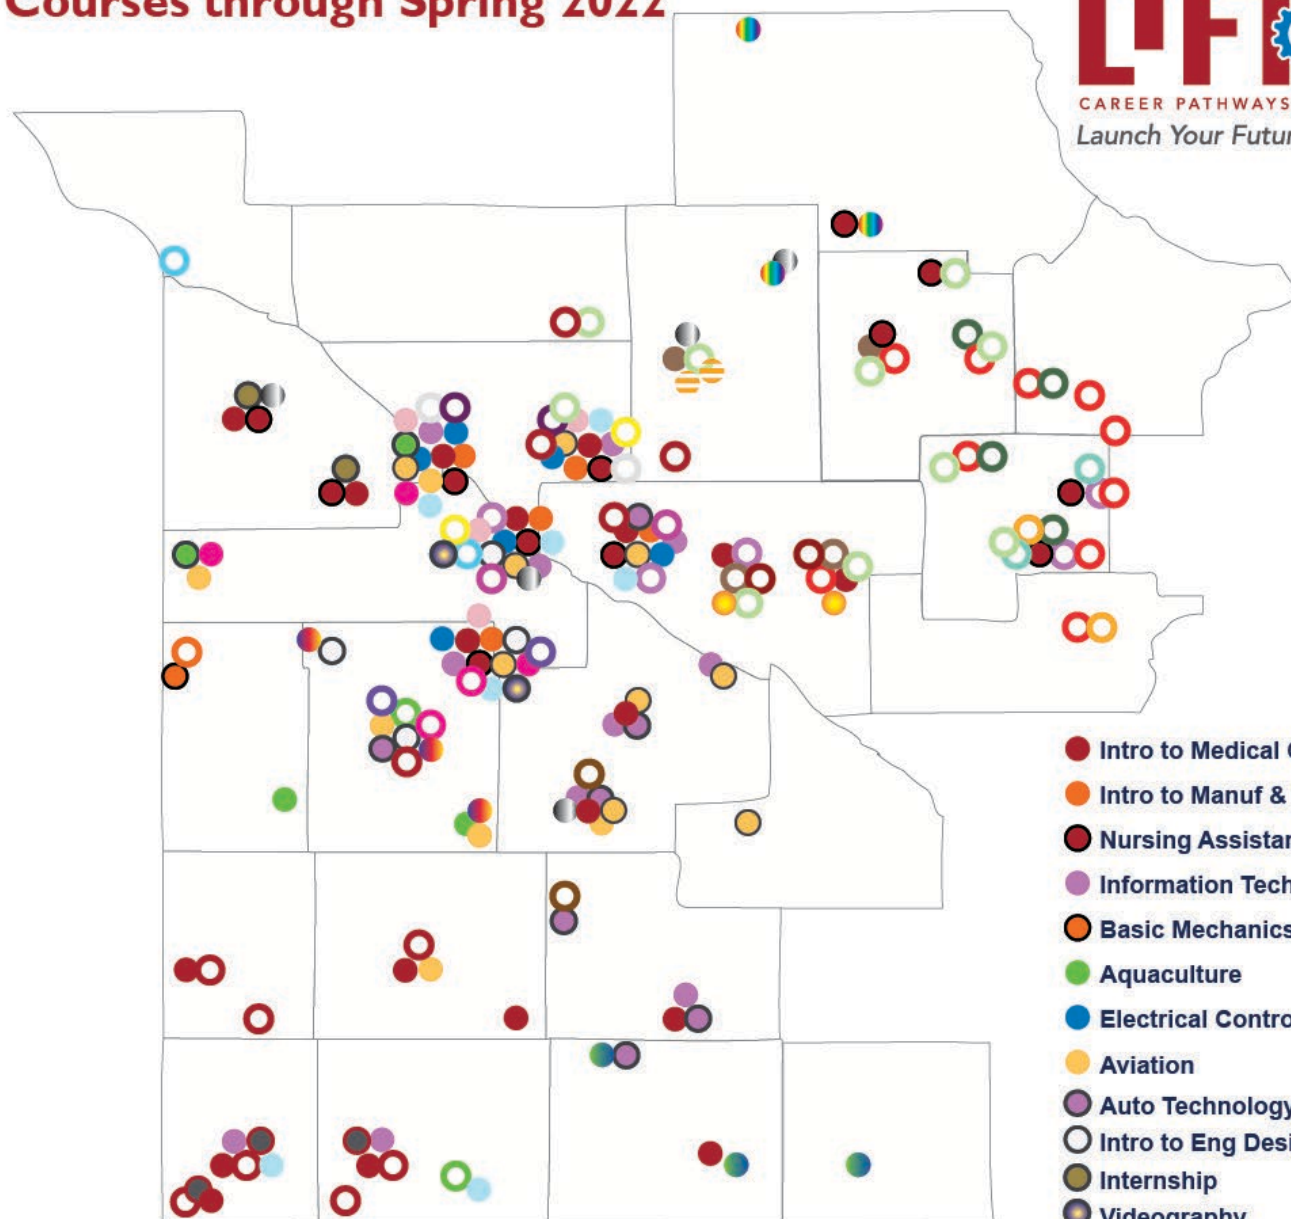 Courses through Spring 2022
LIFT
CAREER PATHWAYS
Launch Your Futur
Intro to Medical
Intro to Manuf &
Nursing Assistan
Information Tech
Basic Mechanics
Aquaculture
Electrical Contro
Aviation
Auto Technology
Intro to Eng Desi
Internship
Videography